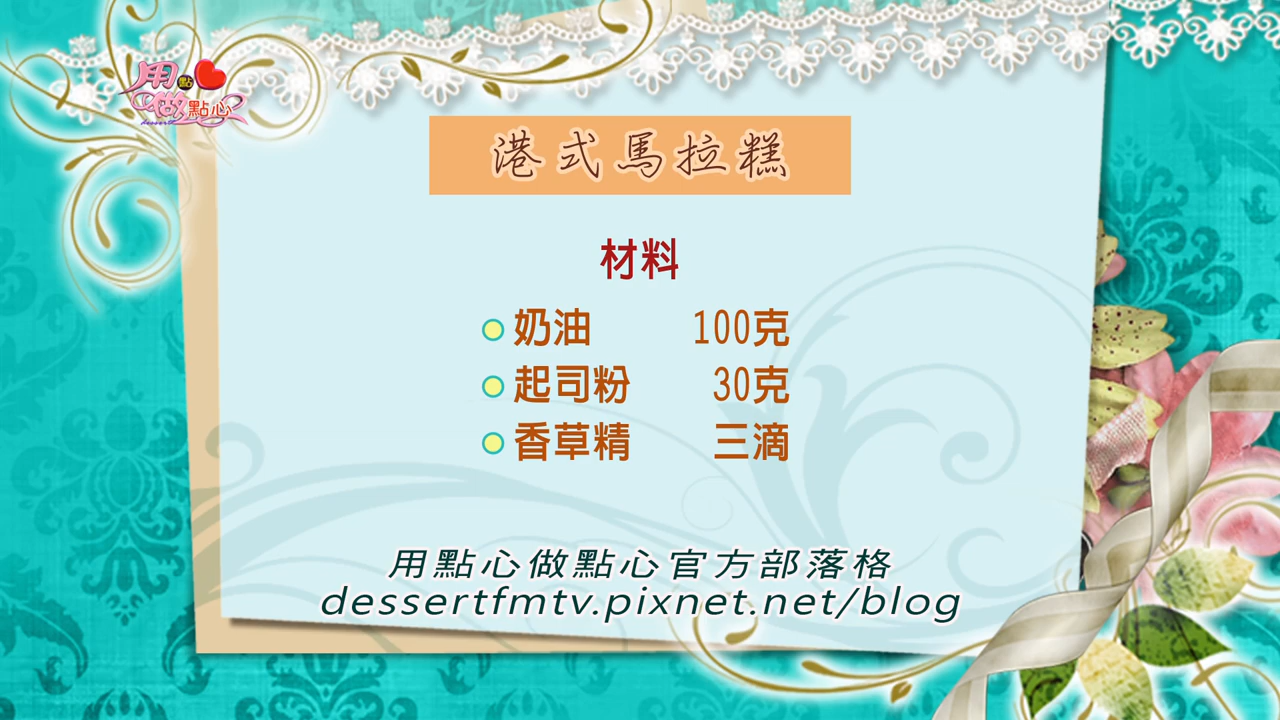 用點
做點心
dessert
港式馬拉糕
材料
奶油 100克
起司粉 30克
香草精 三滴
用點心做點心官方部落格
dessertfmtv.pixnet.net/blog